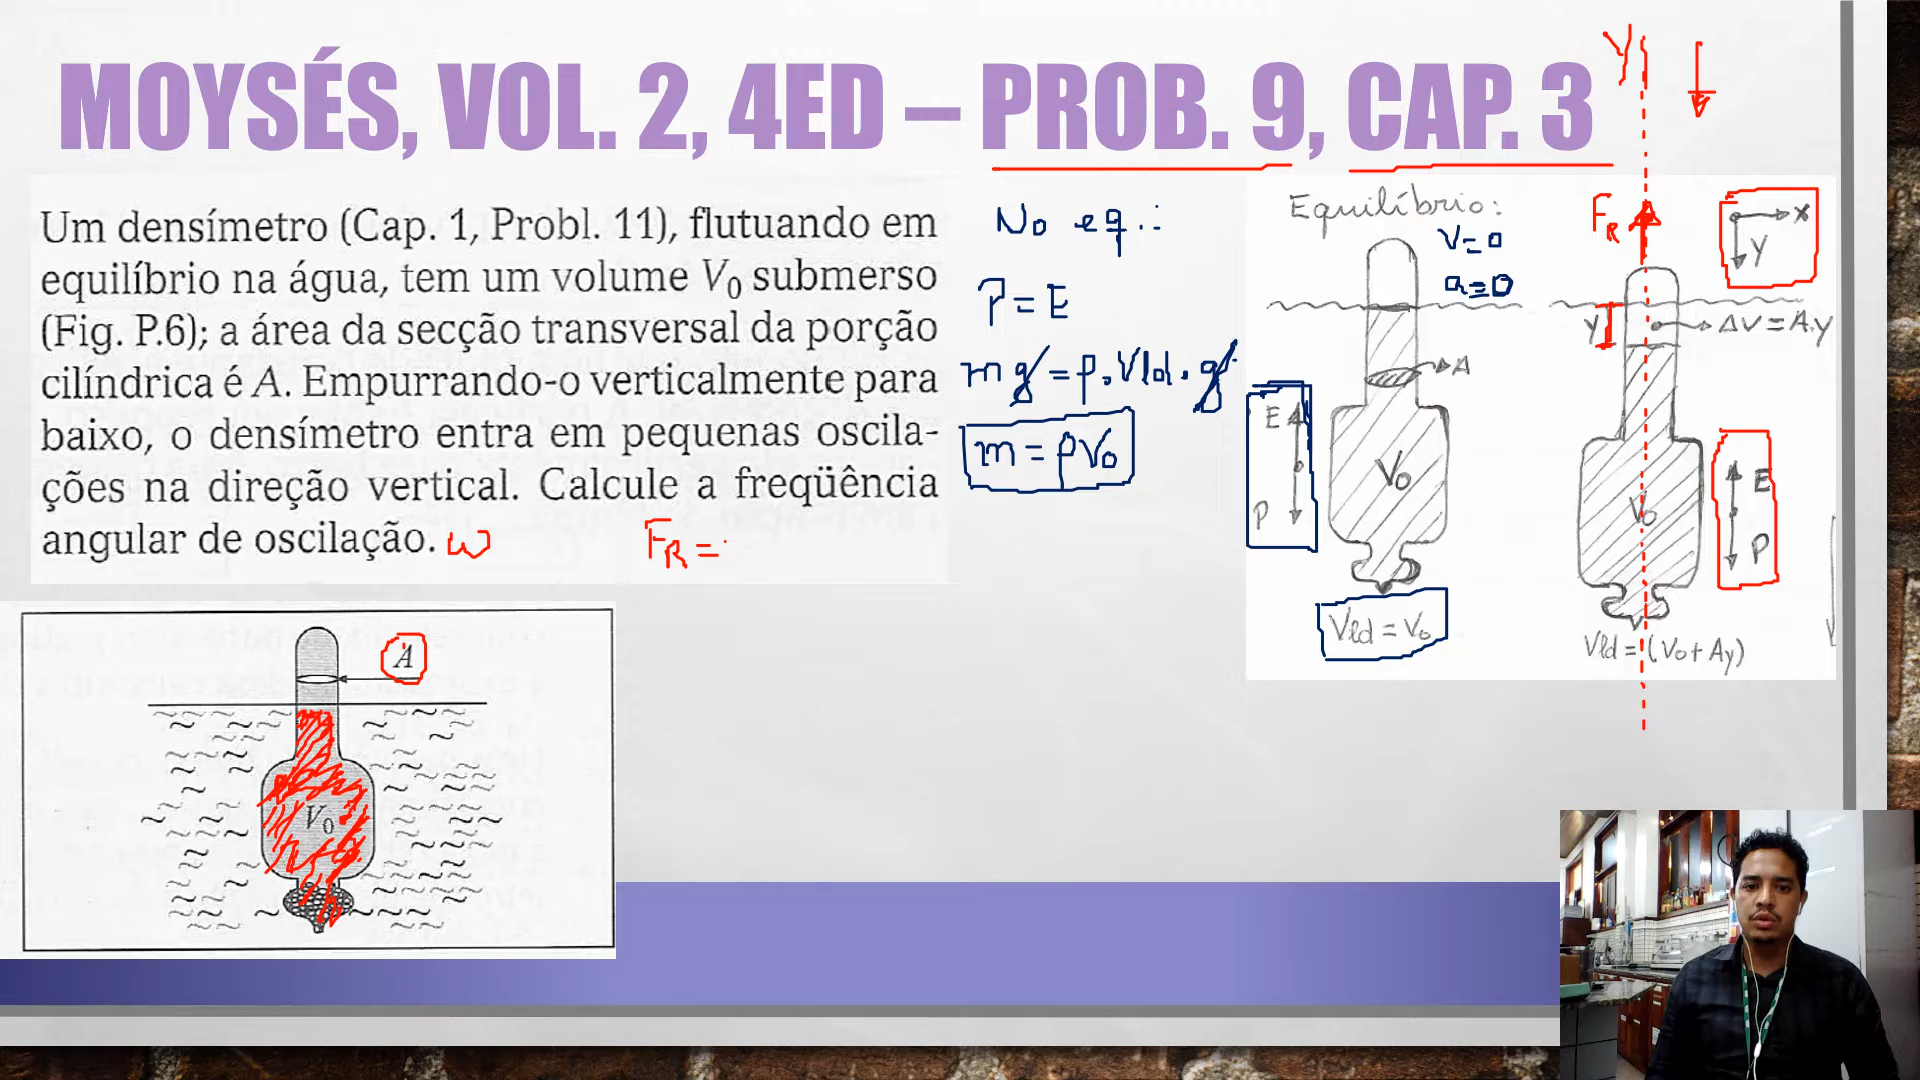 MOYSÉS, VOL. 2, 4ED – PROB. 9, CAP. 3
Um densímetro (Cap. 1, Probl. 11), flutuando em
equilíbrio na água, tem um volume V₀ submerso
(Fig. P.6); a área da secção transversal da porção
cilíndrica é A. Empurrando-o verticalmente para
baixo, o densímetro entra em pequenas oscila-
ções na direção vertical. Calcule a freqüência
angular de oscilação. ω
F_R =
A
V₀
No eq.:
P = E
m g = ρ . Vld . g
m = ρV₀
Equilíbrio:
V = 0
a = 0
A
E
P
V₀
Vld = V₀
Y
F_R
X
Y
Y
ΔV = A.y
V₀
E
P
Vld = (V₀ + Ay)